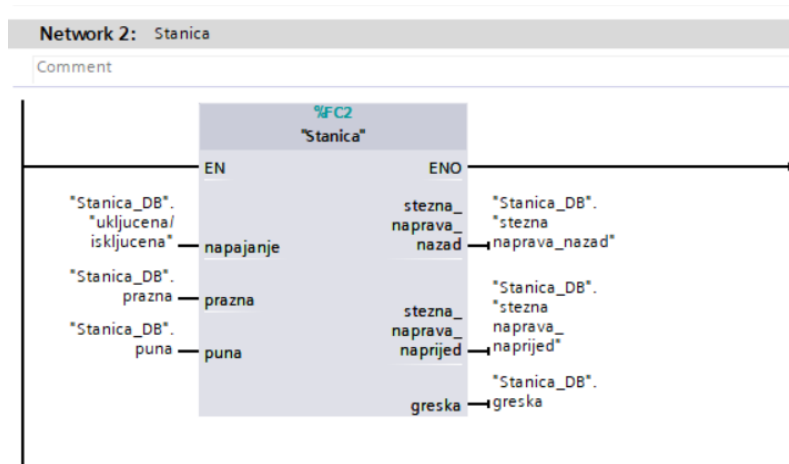 Network 2: Stanica
Comment
%FC2
"Stanica"
EN
ENO
"Stanica_DB".
"ukljucena/
iskljucena"
napajanje
stezna_
naprava_
nazad
"Stanica_DB".
"stezna
naprava_nazad"
"Stanica_DB".
prazna
prazna
"Stanica_DB".
puna
puna
stezna_
naprava_
naprijed
"Stanica_DB".
"stezna
naprava_
naprijed"
greska
"Stanica_DB".
greska